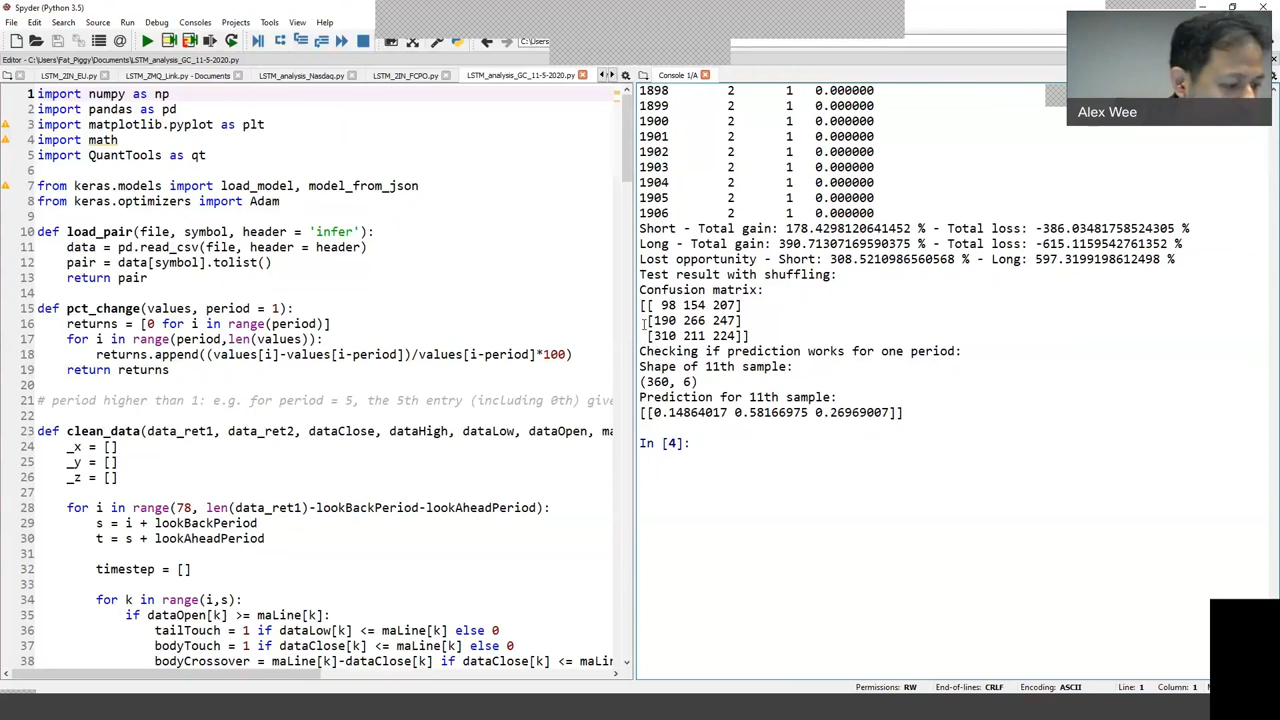 Spyder (Python 3.5)
File Edit Search Source Run Debug Consoles Projects Tools View Help
C:\Users
Editor - C:\Users\Fat_Piggy\Documents\LSTM_analysis_GC_11-5-2020.py
LSTM_2IN_EU.py LSTM_ZMQ_Link.py - Documents LSTM_analysis_Nasdaq.py LSTM_2IN_FCPO.py LSTM_analysis_GC_11-5-2020.py
1 import numpy as np
2 import pandas as pd
3 import matplotlib.pyplot as plt
4 import math
5 import QuantTools as qt
6
7 from keras.models import load_model, model_from_json
8 from keras.optimizers import Adam
9
10 def load_pair(file, symbol, header = 'infer'):
11 data = pd.read_csv(file, header = header)
12 pair = data[symbol].tolist()
13 return pair
14
15 def pct_change(values, period = 1):
16 returns = [0 for i in range(period)]
17 for i in range(period,len(values)):
18 returns.append((values[i]-values[i-period])/values[i-period]*100)
19 return returns
20
21 # period higher than 1: e.g. for period = 5, the 5th entry (including 0th) give
22
23 def clean_data(data_ret1, data_ret2, dataClose, dataHigh, dataLow, dataOpen, ma
24 _x = []
25 _y = []
26 _z = []
27
28 for i in range(78, len(data_ret1)-lookBackPeriod-lookAheadPeriod):
29 s = i + lookBackPeriod
30 t = s + lookAheadPeriod
31
32 timestep = []
33
34 for k in range(i,s):
35 if dataOpen[k] >= maLine[k]:
36 tailTouch = 1 if dataLow[k] <= maLine[k] else 0
37 bodyTouch = 1 if dataClose[k] <= maLine[k] else 0
38 bodyCrossover = maLine[k]-dataClose[k] if dataClose[k] <= maLin
Console 1/A
1898 2 1 0.000000
1899 2 1 0.000000
1900 2 1 0.000000
1901 2 1 0.000000
1902 2 1 0.000000
1903 2 1 0.000000
1904 2 1 0.000000
1905 2 1 0.000000
1906 2 1 0.000000
Short - Total gain: 178.4298120641452 % - Total loss: -386.03481758524305 %
Long - Total gain: 390.71307169590375 % - Total loss: -615.1159542761352 %
Lost opportunity - Short: 308.5210986560568 % - Long: 597.3199198612498 %
Test result with shuffling:
Confusion matrix:
[[ 98 154 207]
[190 266 247]
[310 211 224]]
Checking if prediction works for one period:
Shape of 11th sample:
(360, 6)
Prediction for 11th sample:
[[0.14864017 0.58166975 0.26969007]]
In [4]:
Alex Wee
Permissions: RW End-of-lines: CRLF Encoding: ASCII Line: 1 Column: 1